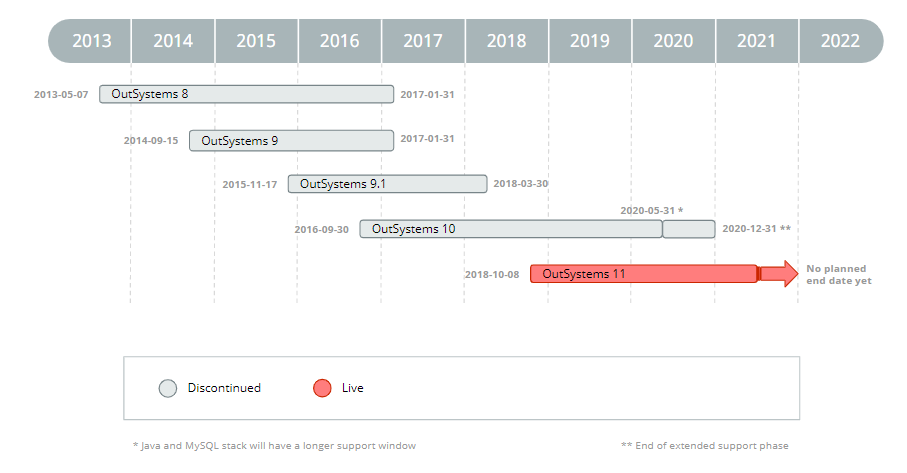 2013 2014 2015 2016 2017 2018 2019 2020 2021 2022
2013-05-07 OutSystems 8 2017-01-31
2014-09-15 OutSystems 9 2017-01-31
2015-11-17 OutSystems 9.1 2018-03-30
2020-05-31 *
2016-09-30 OutSystems 10 2020-12-31 **
2018-10-08 OutSystems 11 No planned
end date yet
Discontinued Live
* Java and MySQL stack will have a longer support window ** End of extended support phase